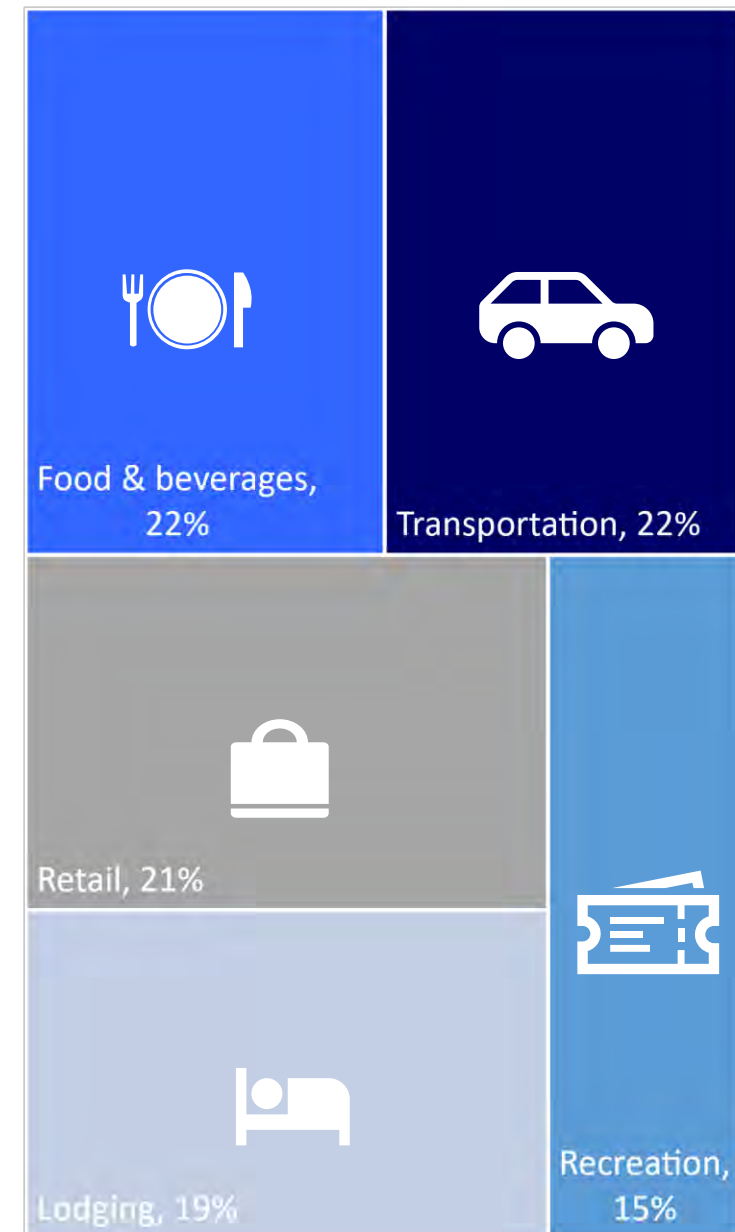 Food & beverages,
22%
Transportation, 22%
Retail, 21%
Lodging, 19%
Recreation,
15%